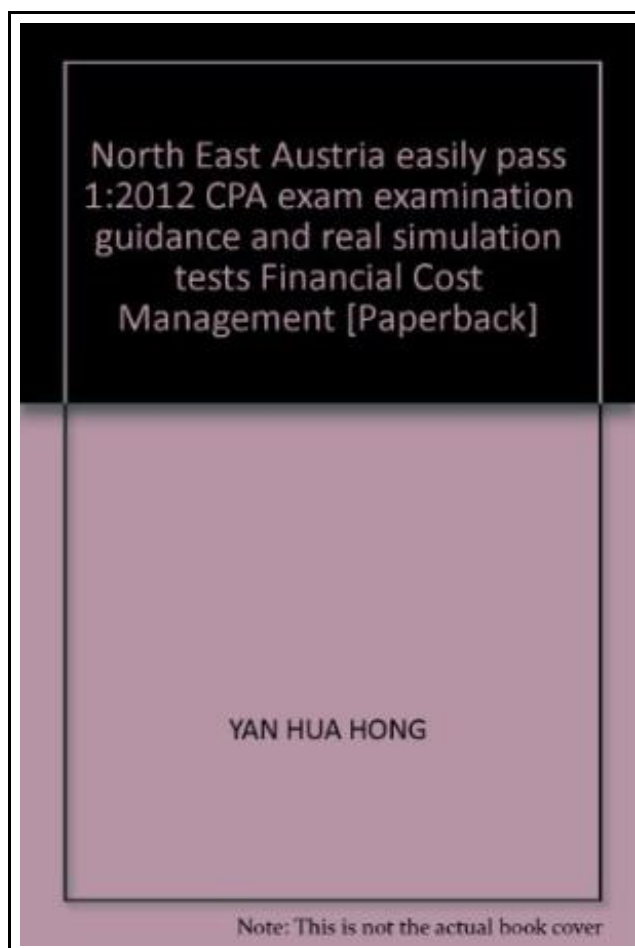 North East Austria easily pass
1:2012 CPA exam examination
guidance and real simulation
tests Financial Cost
Management [Paperback]
YAN HUA HONG
Note: This is not the actual book cover